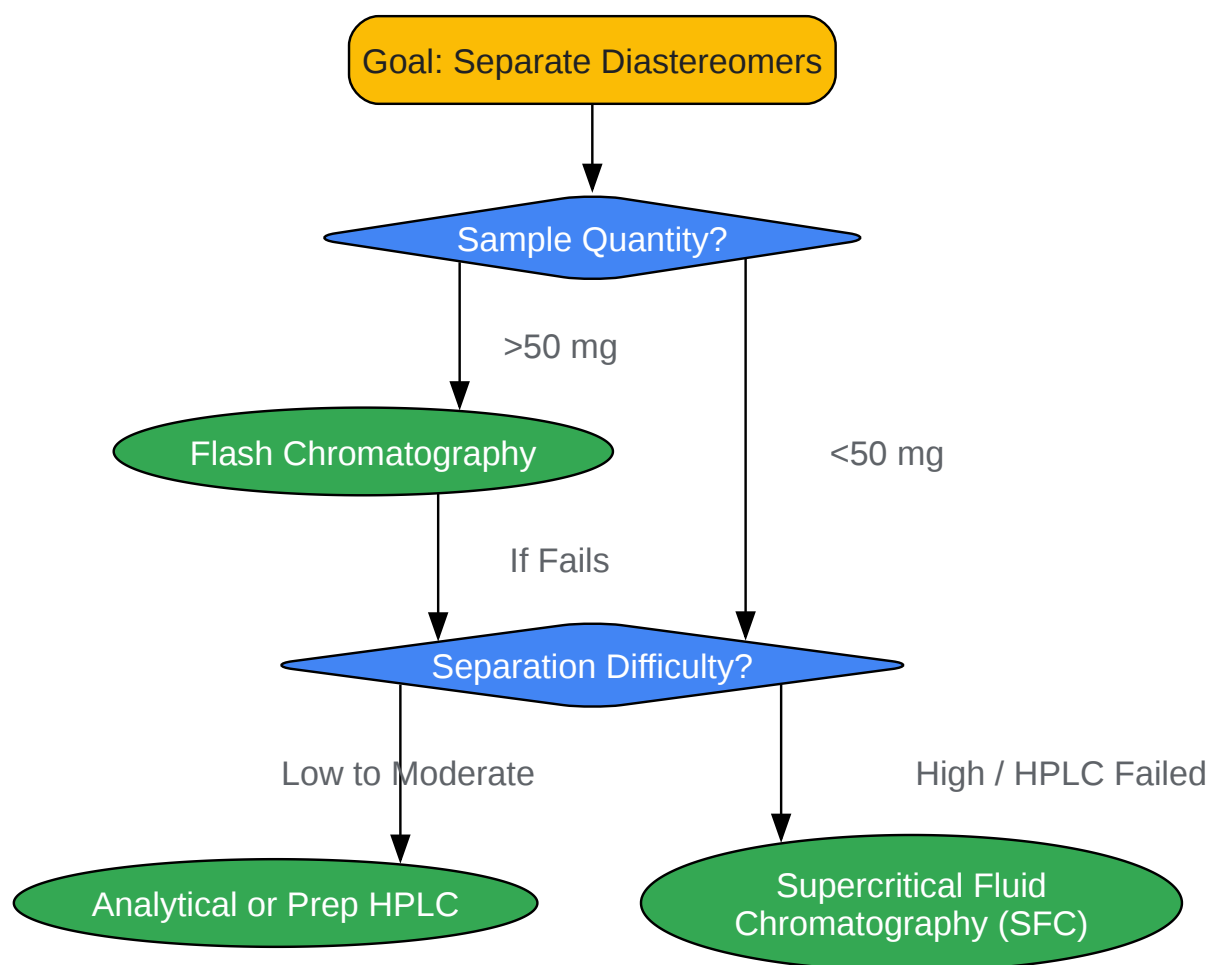 Goal: Separate Diastereomers
Sample Quantity?
>50 mg
Flash Chromatography
<50 mg
If Fails
Separation Difficulty?
Low to Moderate
High / HPLC Failed
Analytical or Prep HPLC
Supercritical Fluid
Chromatography (SFC)